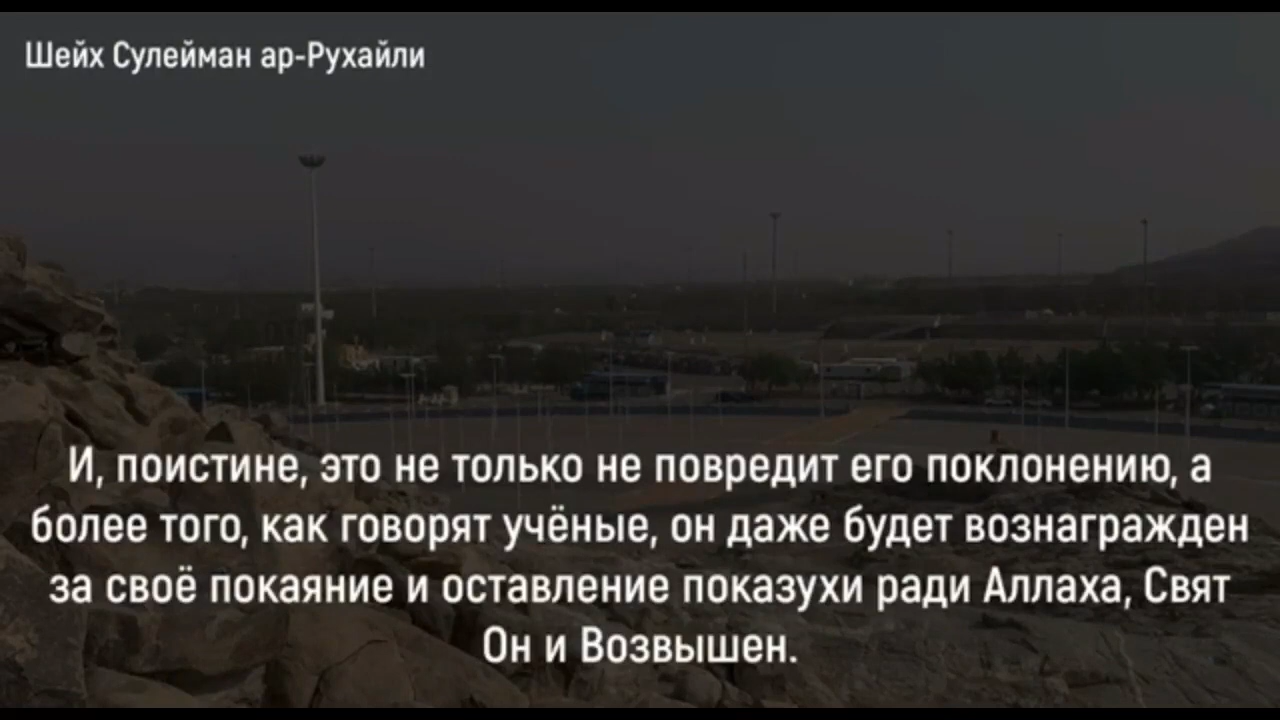 Шейх Сулейман ар-Рухайли
И, поистине, это не только не повредит его поклонению, а
более того, как говорят учёные, он даже будет вознагражден
за своё покаяние и оставление показухи ради Аллаха, Свят
Он и Возвышен.